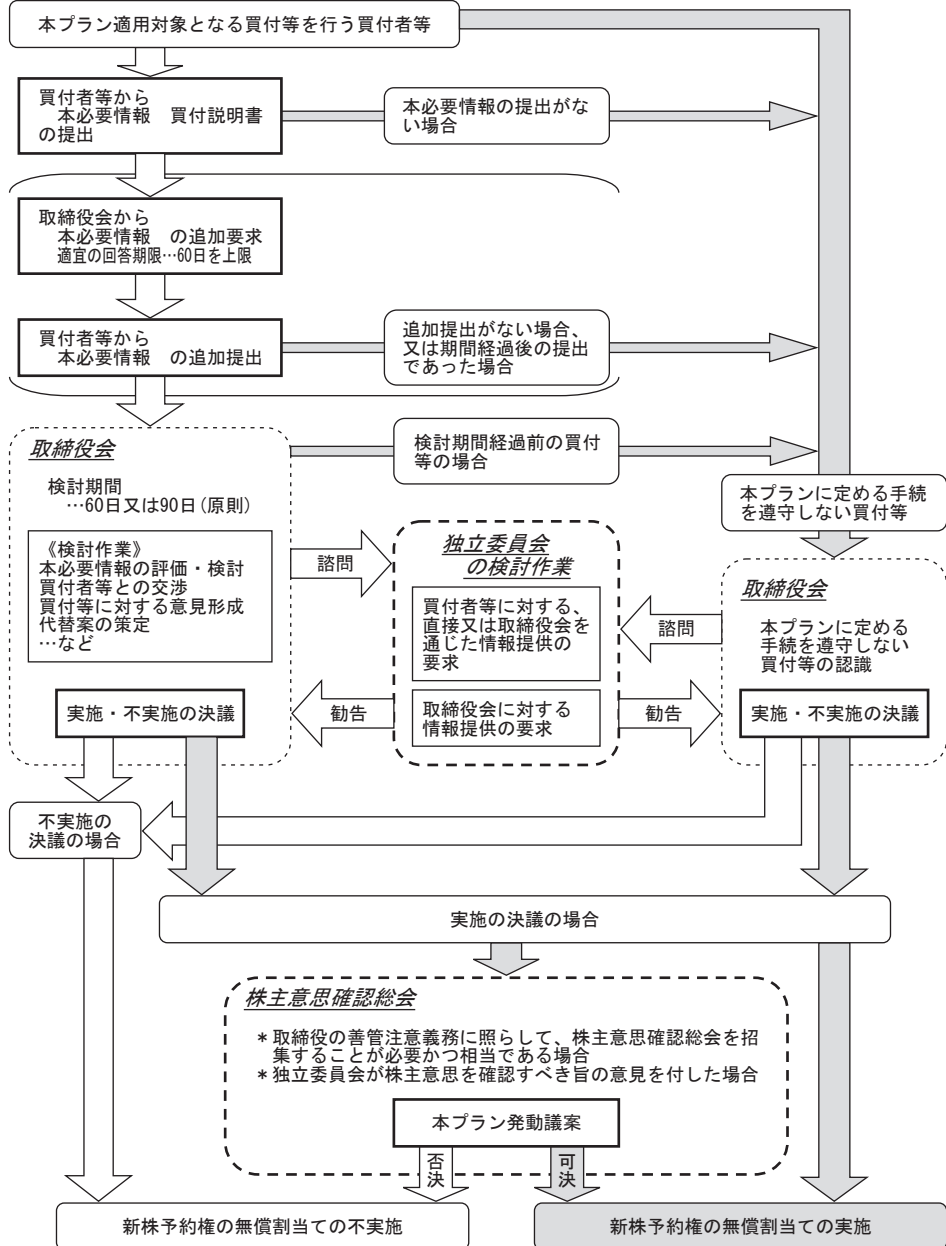 本プラン適用対象となる買付等を行う買付者等
買付者等から
本必要情報　買付説明書
の提出
本必要情報の提出がな
い場合
取締役会から
本必要情報　の追加要求
適宜の回答期限…60日を上限
買付者等から
本必要情報　の追加提出
追加提出がない場合、
又は期間経過後の提出
であった場合
取締役会
検討期間
…60日又は90日(原則)
検討期間経過前の買付
等の場合
本プランに定める手続
を遵守しない買付等
《検討作業》
本必要情報の評価・検討
買付者等との交渉
買付等に対する意見形成
代替案の策定
…など
諮問
独立委員会
の検討作業
買付者等に対する、
直接又は取締役会を
通じた情報提供の
要求
諮問
取締役会
本プランに定める
手続を遵守しない
買付等の認識
実施・不実施の決議
勧告
取締役会に対する
情報提供の要求
勧告
実施・不実施の決議
不実施の
決議の場合
実施の決議の場合
株主意思確認総会
＊取締役の善管注意義務に照らして、株主意思確認総会を招
集することが必要かつ相当である場合
＊独立委員会が株主意思を確認すべき旨の意見を付した場合
本プラン発動議案
否決
可決
新株予約権の無償割当ての不実施
新株予約権の無償割当ての実施